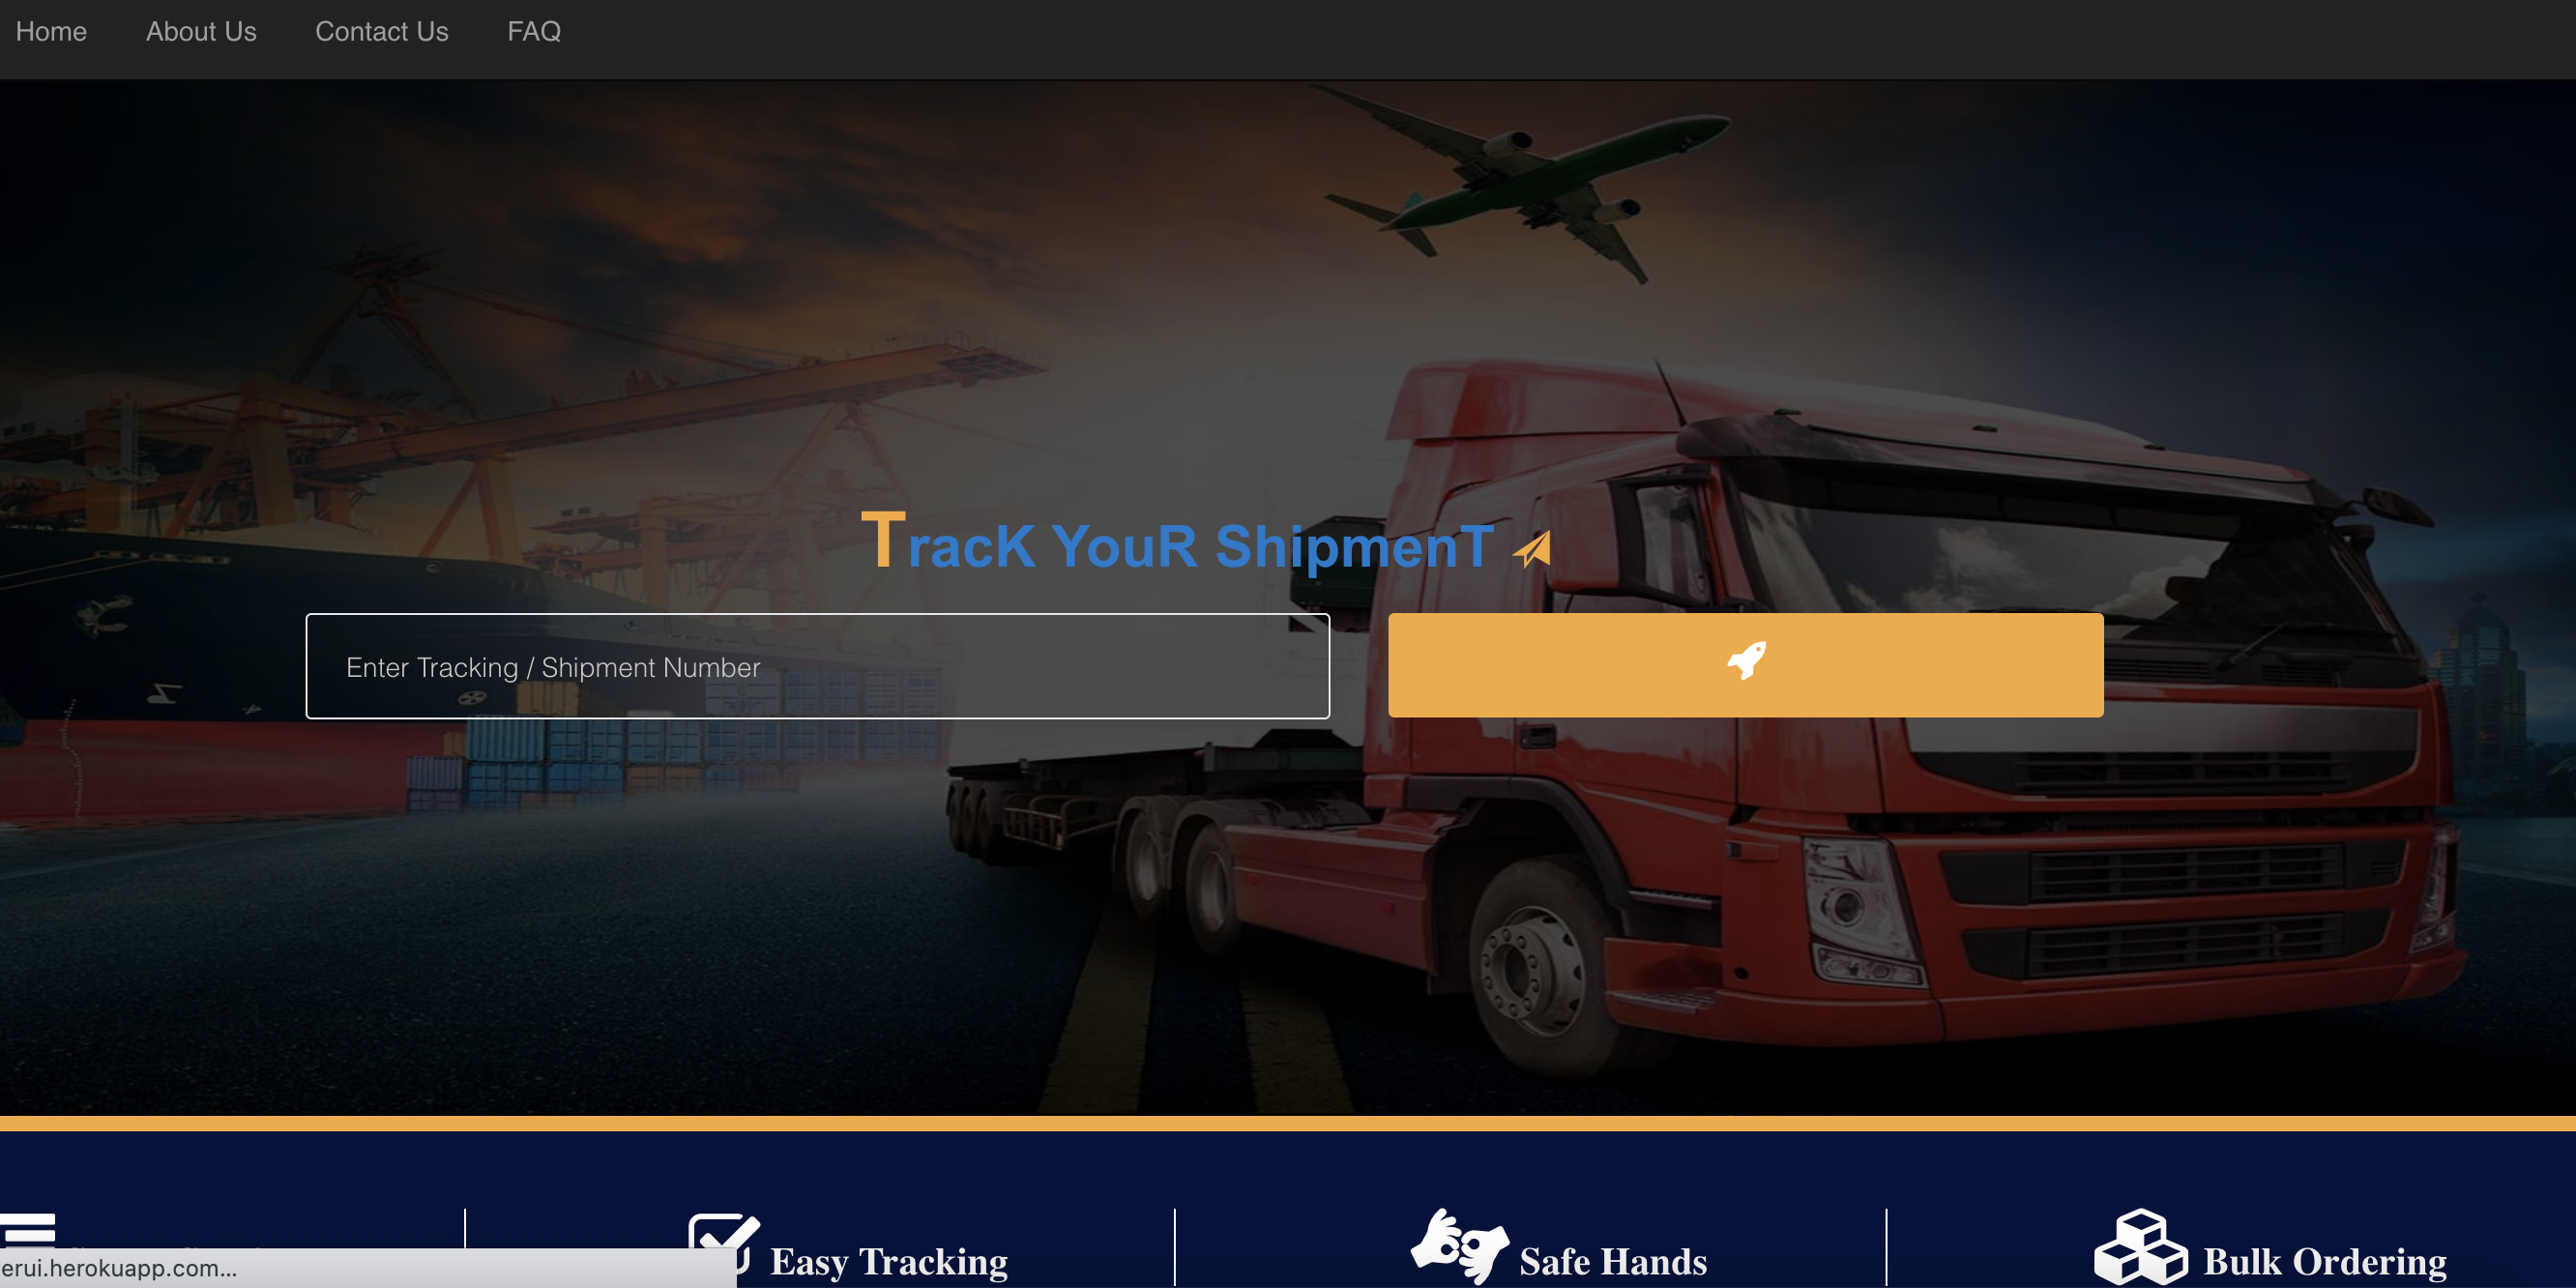 Home About Us Contact Us FAQ
TracK YouR ShipmenT
Enter Tracking / Shipment Number
Easy Tracking Safe Hands Bulk Ordering
erui.herokuapp.com...